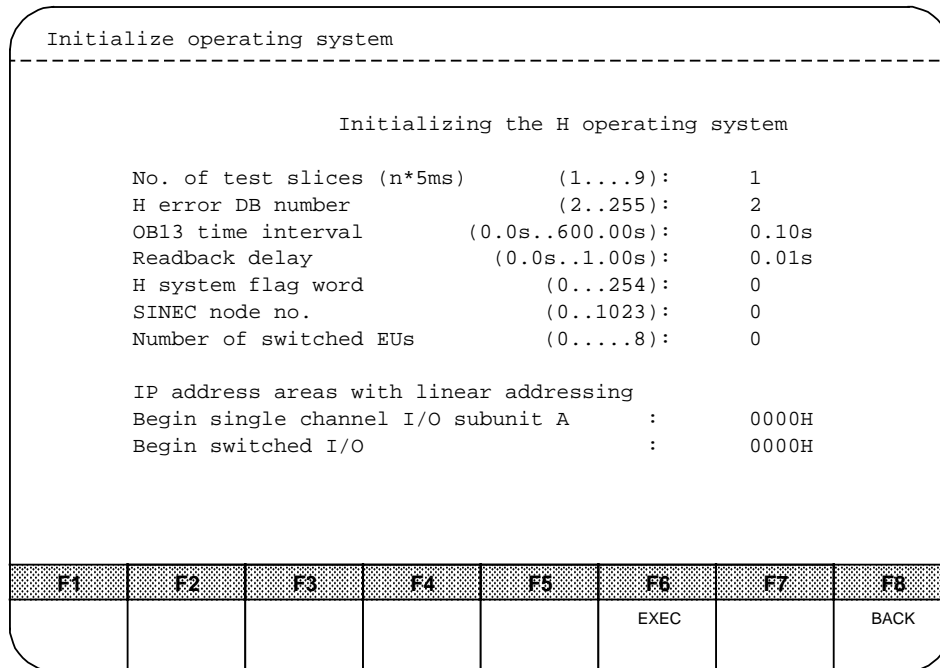 Initialize operating system
Initializing the H operating system
No. of test slices (n*5ms) (1....9): 1
H error DB number (2..255): 2
OB13 time interval (0.0s..600.00s): 0.10s
Readback delay (0.0s..1.00s): 0.01s
H system flag word (0...254): 0
SINEC node no. (0..1023): 0
Number of switched EUs (0.....8): 0
IP address areas with linear addressing
Begin single channel I/O subunit A : 0000H
Begin switched I/O : 0000H
F1 F2 F3 F4 F5 F6 F7 F8
EXEC BACK